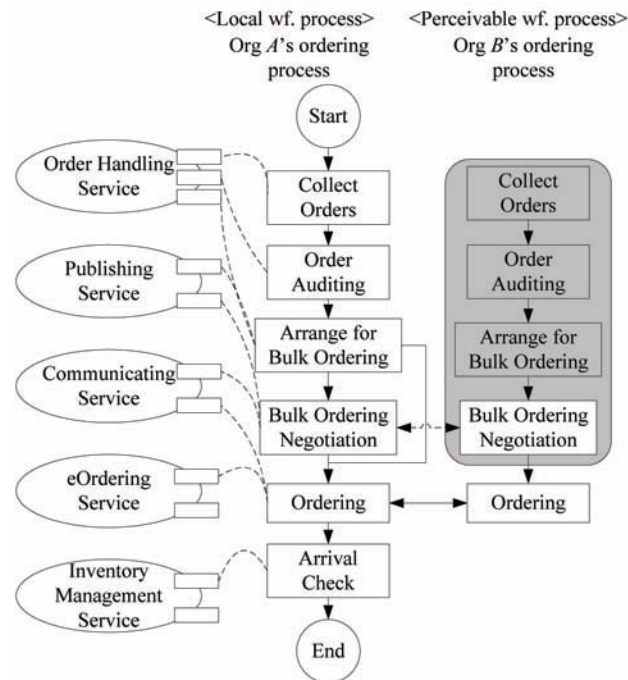 <Local wf. process>
Org A's ordering
process
<Perceivable wf. process>
Org B's ordering
process
Start
Order Handling
Service
Collect
Orders
Collect
Orders
Publishing
Service
Order
Auditing
Order
Auditing
Arrange for
Bulk Ordering
Arrange for
Bulk Ordering
Communicating
Service
Bulk Ordering
Negotiation
Bulk Ordering
Negotiation
eOrdering
Service
Ordering
Ordering
Inventory
Management
Service
Arrival
Check
End